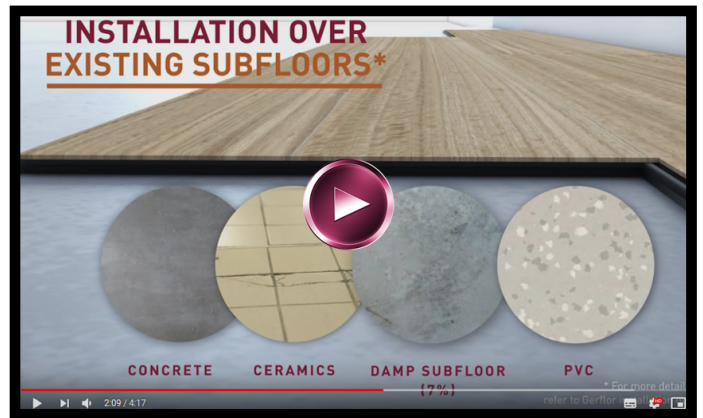 INSTALLATION OVER
EXISTING SUBFLOORS*
CONCRETE
CERAMICS
DAMP SUBFLOOR
(7%)
PVC
* For more detail
refer to Gerflor
2:09 / 4:17